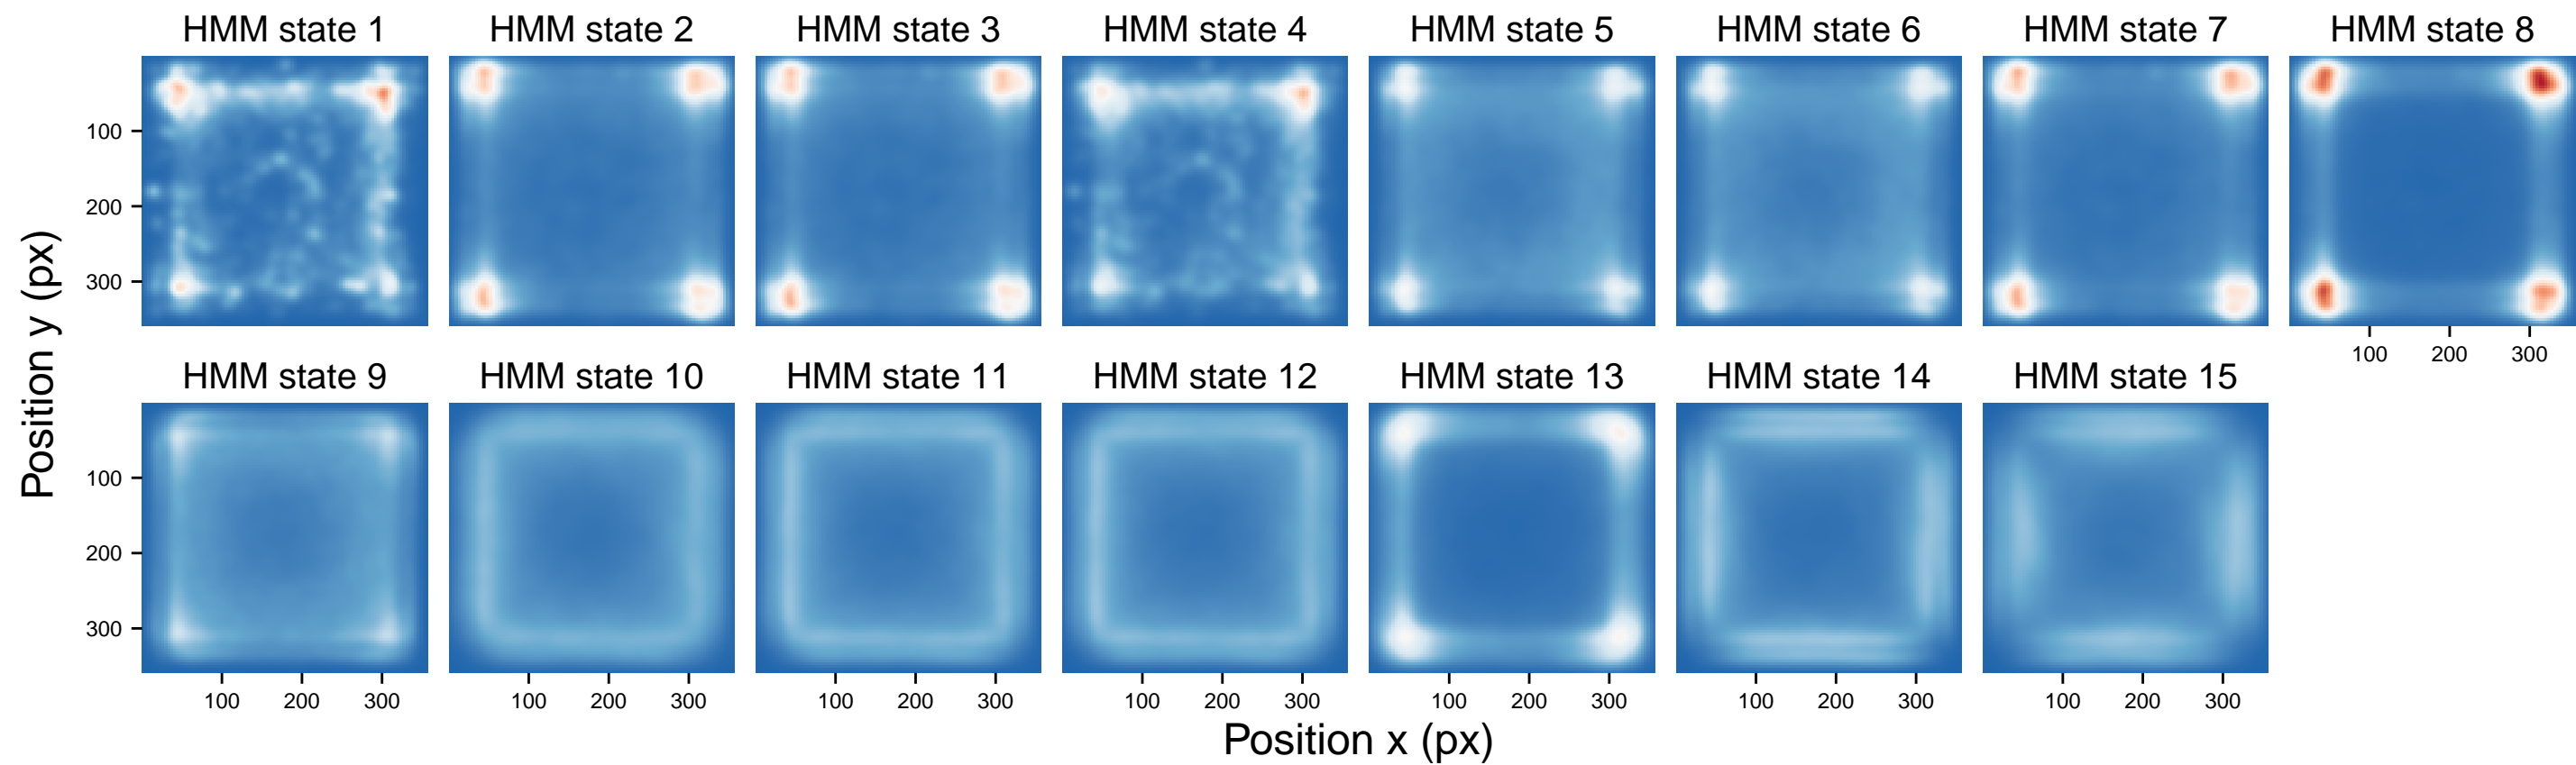 HMM state 1 HMM state 2 HMM state 3 HMM state 4 HMM state 5 HMM state 6 HMM state 7 HMM state 8
100
200
300
100 200 300
HMM state 9 HMM state 10 HMM state 11 HMM state 12 HMM state 13 HMM state 14 HMM state 15
100
200
300
100 200 300 100 200 300 100 200 300 100 200 300 100 200 300 100 200 300 100 200 300
Position y (px)
Position x (px)